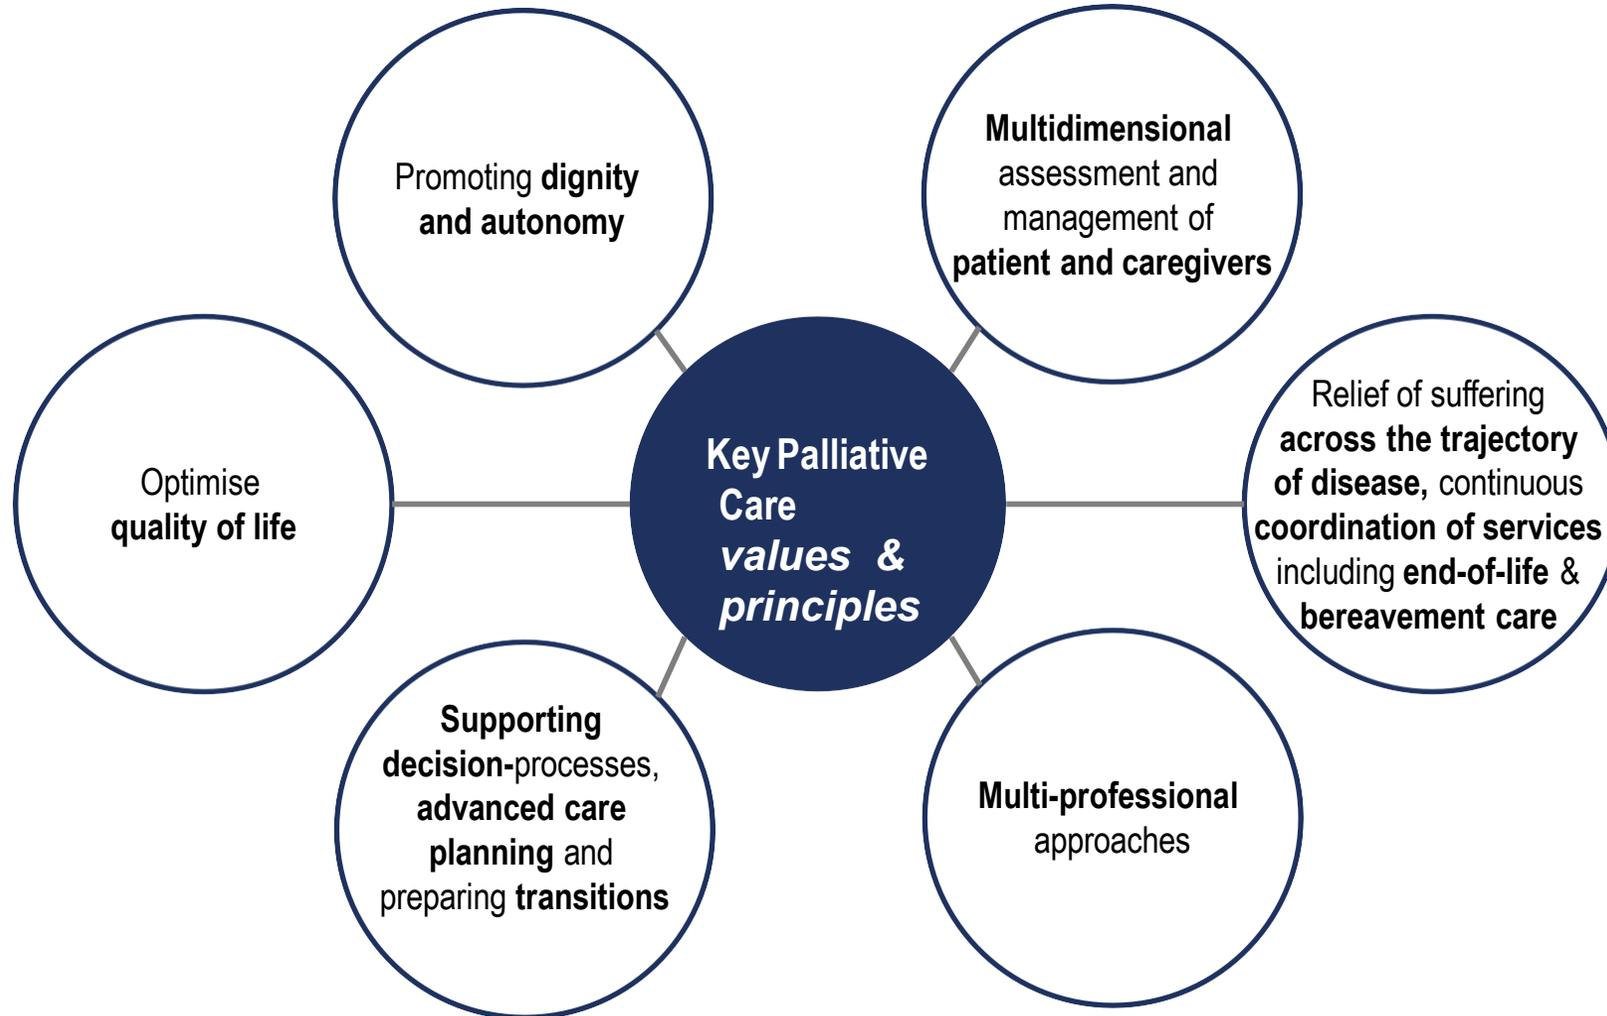 Promoting dignity
and autonomy
Multidimensional
assessment and
management of
patient and caregivers
Optimise
quality of life
Key Palliative
Care
values &
principles
Relief of suffering
across the trajectory
of disease, continuous
coordination of services
including end-of-life &
bereavement care
Supporting
decision-processes,
advanced care
planning and
preparing transitions
Multi-professional
approaches